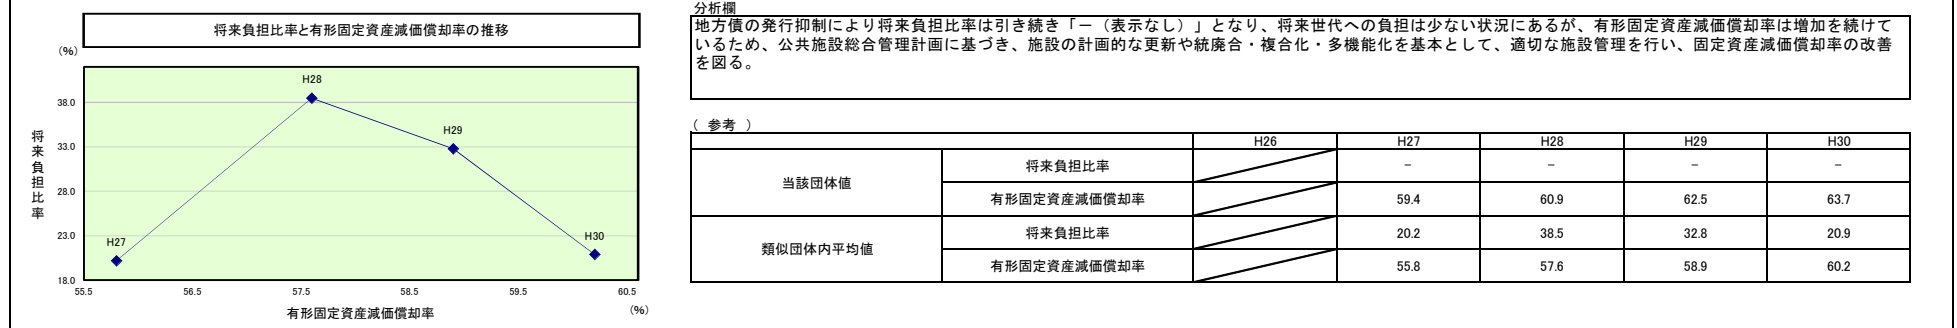 将来負担比率と有形固定資産減価償却率の推移
(%)
38.0
33.0
28.0
23.0
18.0
将来負担比率
H27
H28
H29
H30
55.5 56.5 57.5 58.5 59.5 60.5
有形固定資産減価償却率
(%)
分析欄
地方債の発行抑制により将来負担比率は引き続き「－（表示なし）」となり、将来世代への負担は少ない状況にあるが、有形固定資産減価償却率は増加を続けて
いるため、公共施設総合管理計画に基づき、施設の計画的な更新や統廃合・複合化・多機能化を基本として、適切な施設管理を行い、固定資産減価償却率の改善
を図る。
（ 参考 ）
H26 H27 H28 H29 H30
当該団体値
将来負担比率 － － － －
有形固定資産減価償却率 59.4 60.9 62.5 63.7
類似団体内平均値
将来負担比率 20.2 38.5 32.8 20.9
有形固定資産減価償却率 55.8 57.6 58.9 60.2